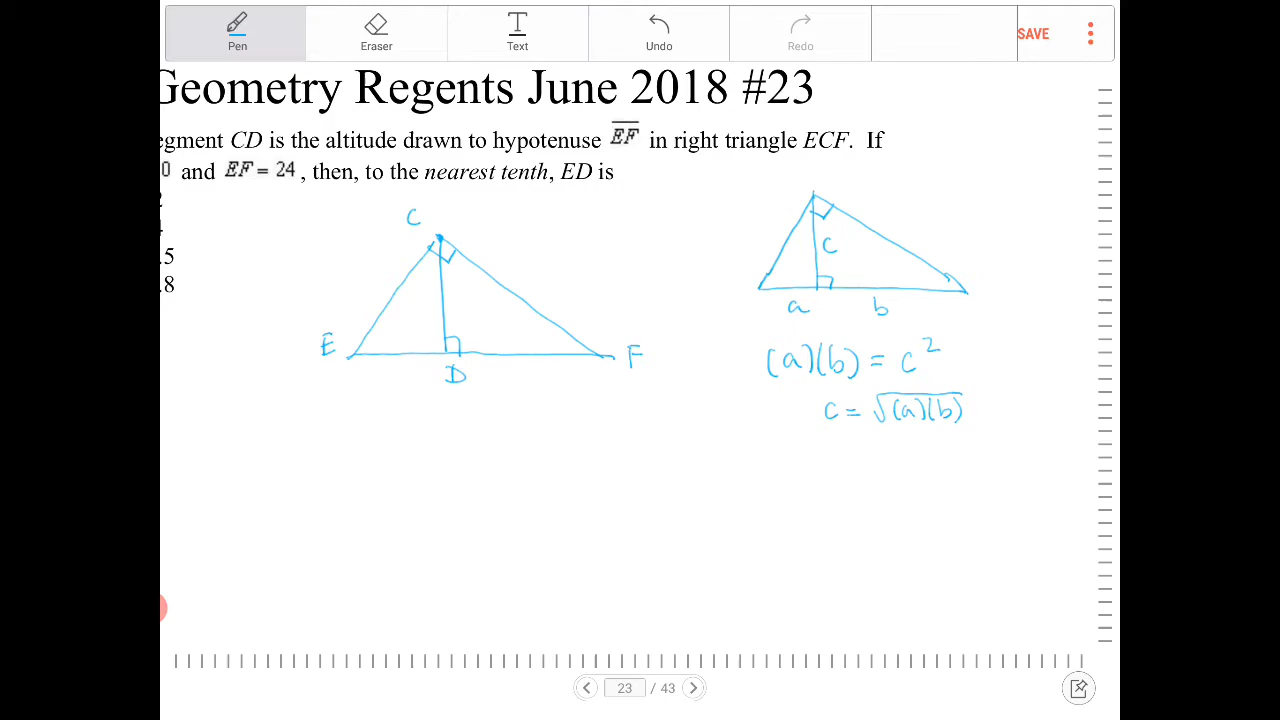 Pen Eraser Text Undo Redo SAVE
Geometry Regents June 2018 #23
egment CD is the altitude drawn to hypotenuse EF in right triangle ECF. If
0 and EF = 24, then, to the nearest tenth, ED is
2
4
.5
.8
C
E
D
F
c
a b
(a)(b) = c²
c = √(a)(b)
23 / 43